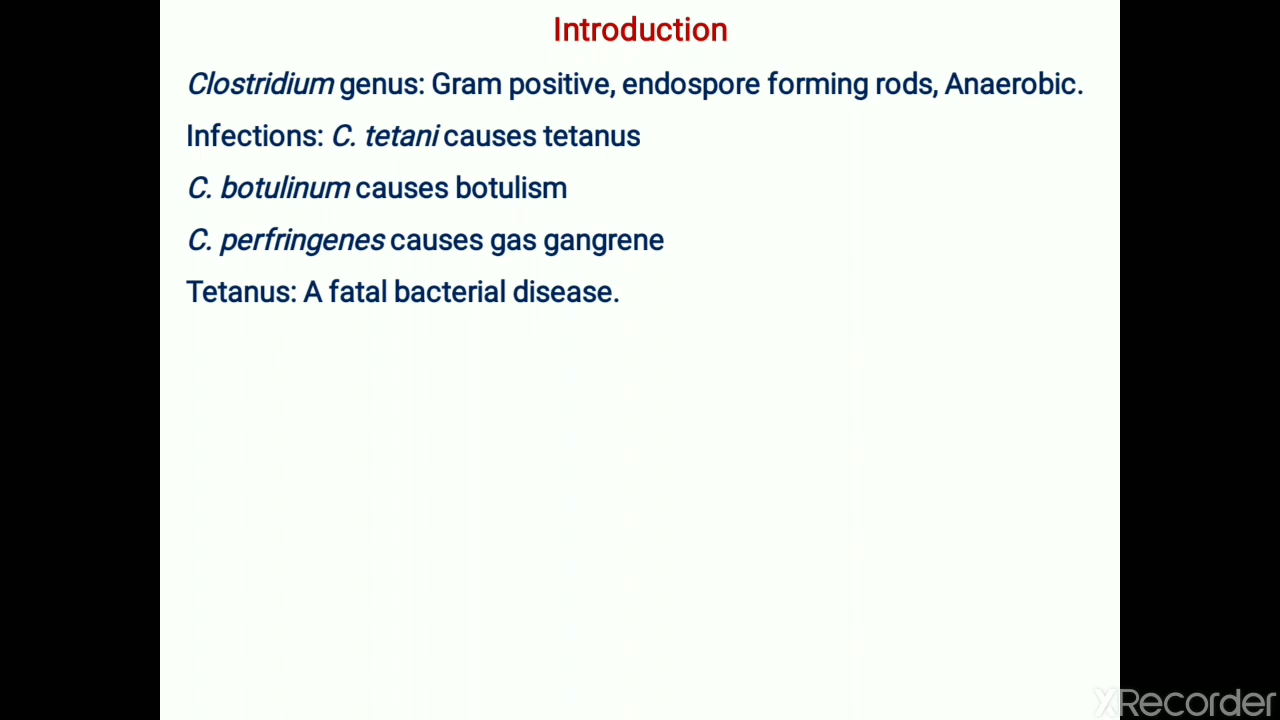 Introduction
Clostridium genus: Gram positive, endospore forming rods, Anaerobic.
Infections: C. tetani causes tetanus
C. botulinum causes botulism
C. perfringenes causes gas gangrene
Tetanus: A fatal bacterial disease.
XRecorder